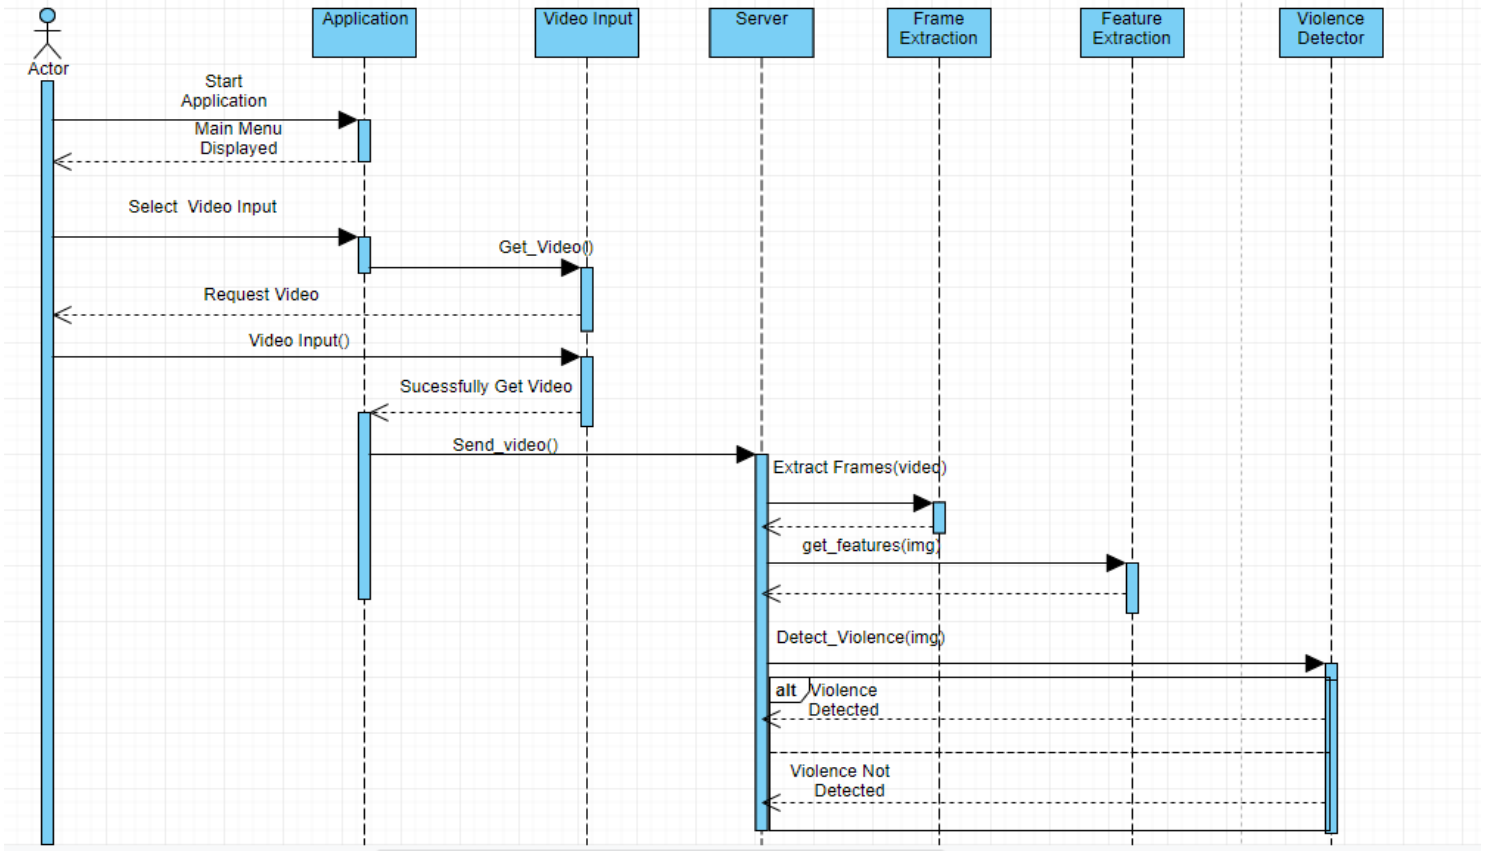 Application
Video Input
Server
Frame
Extraction
Feature
Extraction
Violence
Detector
Actor
Start
Application
Main Menu
Displayed
Select  Video Input
Get_Video()
Request Video
Video Input()
Sucessfully Get Video
Send_video()
Extract Frames(video)
get_features(img)
Detect_Violence(img)
alt
Violence
Detected
Violence Not
Detected